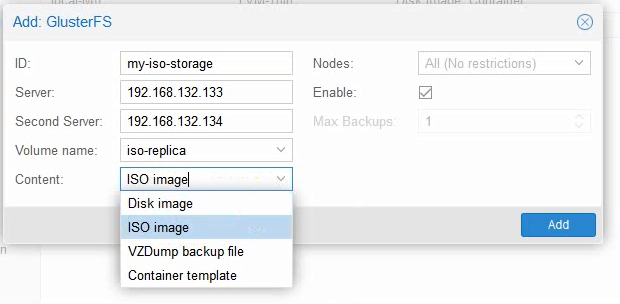 Add: GlusterFS
ID: my-iso-storage Nodes: All (No restrictions)
Server: 192.168.132.133 Enable:
Second Server: 192.168.132.134 Max Backups: 1
Volume name: iso-replica
Content: ISO image
Disk image
ISO image
VZDump backup file
Container template
Add